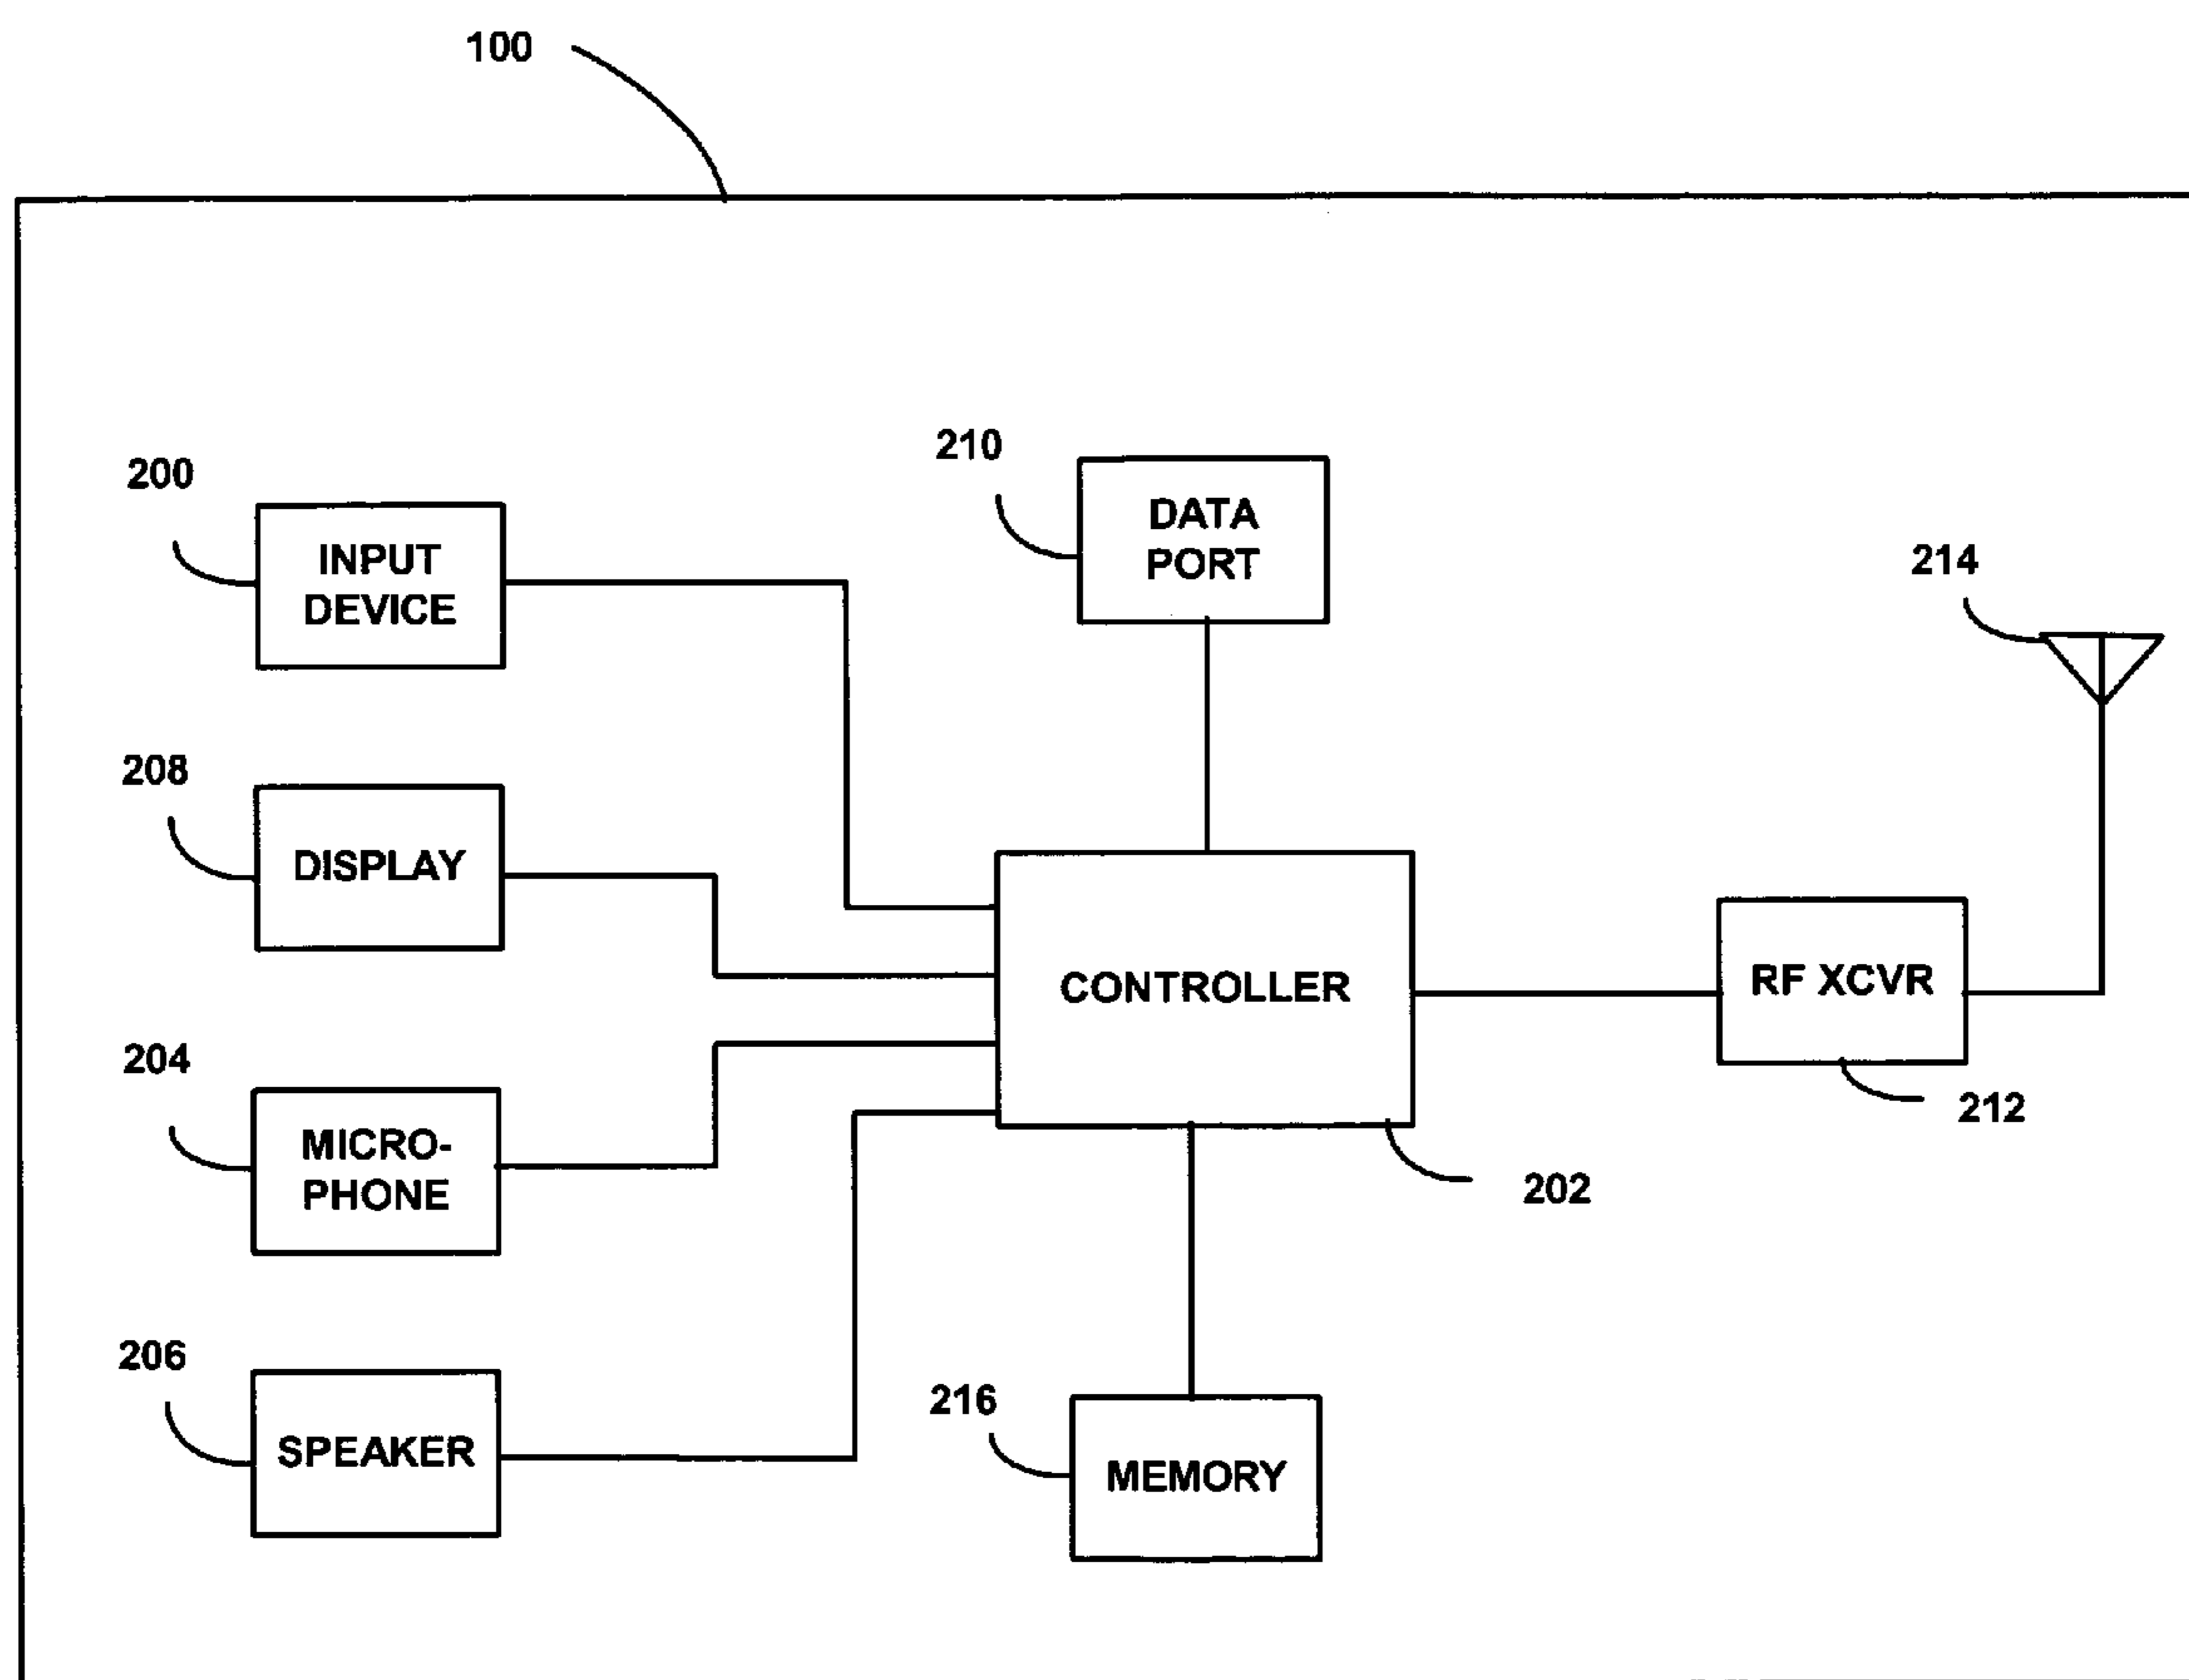 100
200
INPUT
DEVICE
210
DATA
PORT
214
208
DISPLAY
CONTROLLER
RF XCVR
212
204
MICRO-
PHONE
202
206
SPEAKER
216
MEMORY